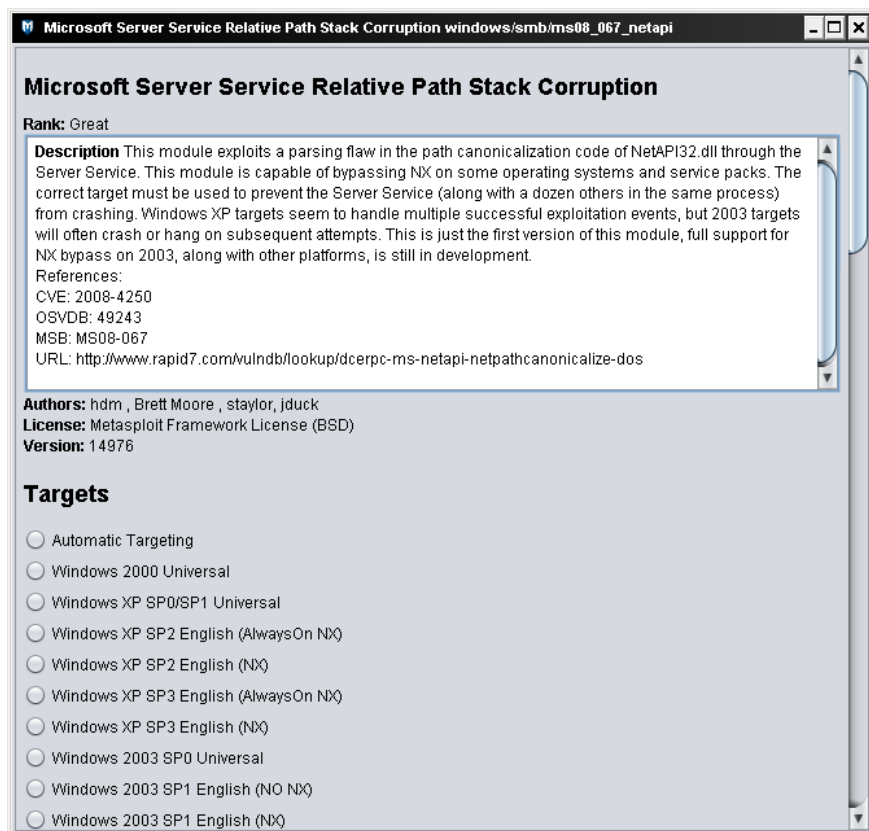 Microsoft Server Service Relative Path Stack Corruption windows/smb/ms08_067_netapi
Microsoft Server Service Relative Path Stack Corruption
Rank: Great
Description This module exploits a parsing flaw in the path canonicalization code of NetAPI32.dll through the
Server Service. This module is capable of bypassing NX on some operating systems and service packs. The
correct target must be used to prevent the Server Service (along with a dozen others in the same process)
from crashing. Windows XP targets seem to handle multiple successful exploitation events, but 2003 targets
will often crash or hang on subsequent attempts. This is just the first version of this module, full support for
NX bypass on 2003, along with other platforms, is still in development.
References:
CVE: 2008-4250
OSVDB: 49243
MSB: MS08-067
URL: http://www.rapid7.com/vulndb/lookup/dcerpc-ms-netapi-netpathcanonicalize-dos
Authors: hdm , Brett Moore , staylor, jduck
License: Metasploit Framework License (BSD)
Version: 14976
Targets
Automatic Targeting
Windows 2000 Universal
Windows XP SP0/SP1 Universal
Windows XP SP2 English (AlwaysOn NX)
Windows XP SP2 English (NX)
Windows XP SP3 English (AlwaysOn NX)
Windows XP SP3 English (NX)
Windows 2003 SP0 Universal
Windows 2003 SP1 English (NO NX)
Windows 2003 SP1 English (NX)